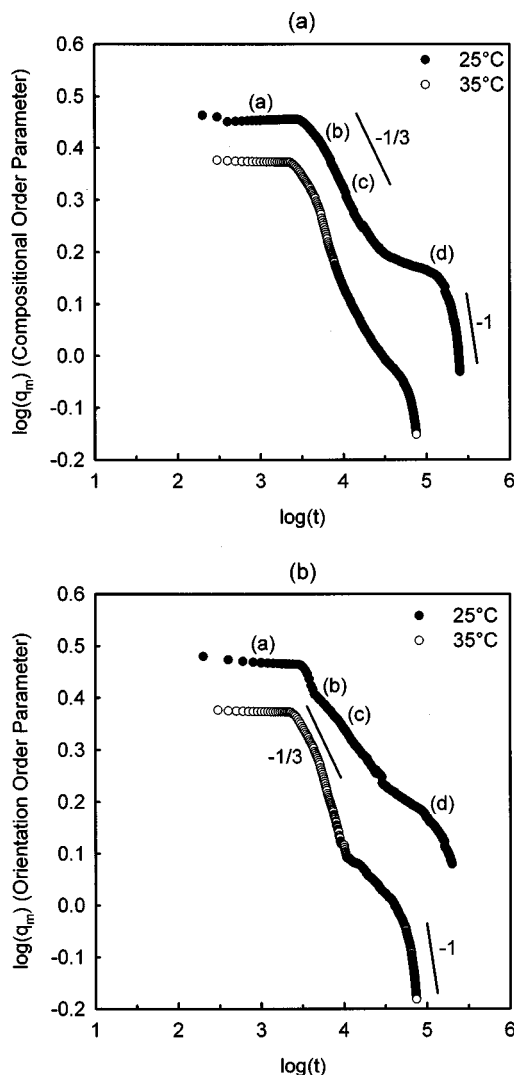 (a)
0.6
0.5
0.4
0.3
0.2
0.1
0.0
-0.1
-0.2
log(qm) (Compositional Order Parameter)
25°C
35°C
(a)
(b)
(c)
(d)
-1/3
-1
1 2 3 4 5 6
log(t)
(b)
0.6
0.5
0.4
0.3
0.2
0.1
0.0
-0.1
-0.2
log(qm) (Orientation Order Parameter)
25°C
35°C
(a)
(b)
(c)
(d)
-1/3
-1
1 2 3 4 5 6
log(t)